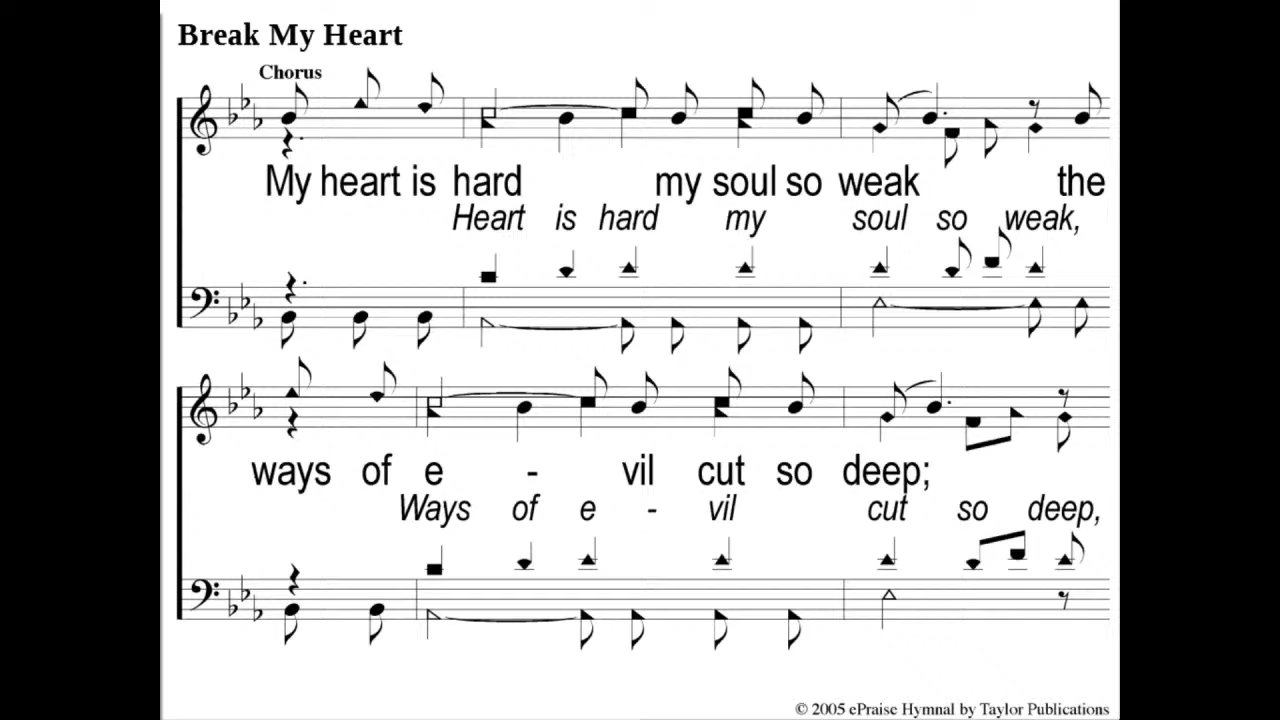 Break My Heart
Chorus
My heart is hard my soul so weak the
Heart is hard my soul so weak,
ways of e - vil cut so deep;
Ways of e - vil cut so deep,
© 2005 ePraise Hymnal by Taylor Publications